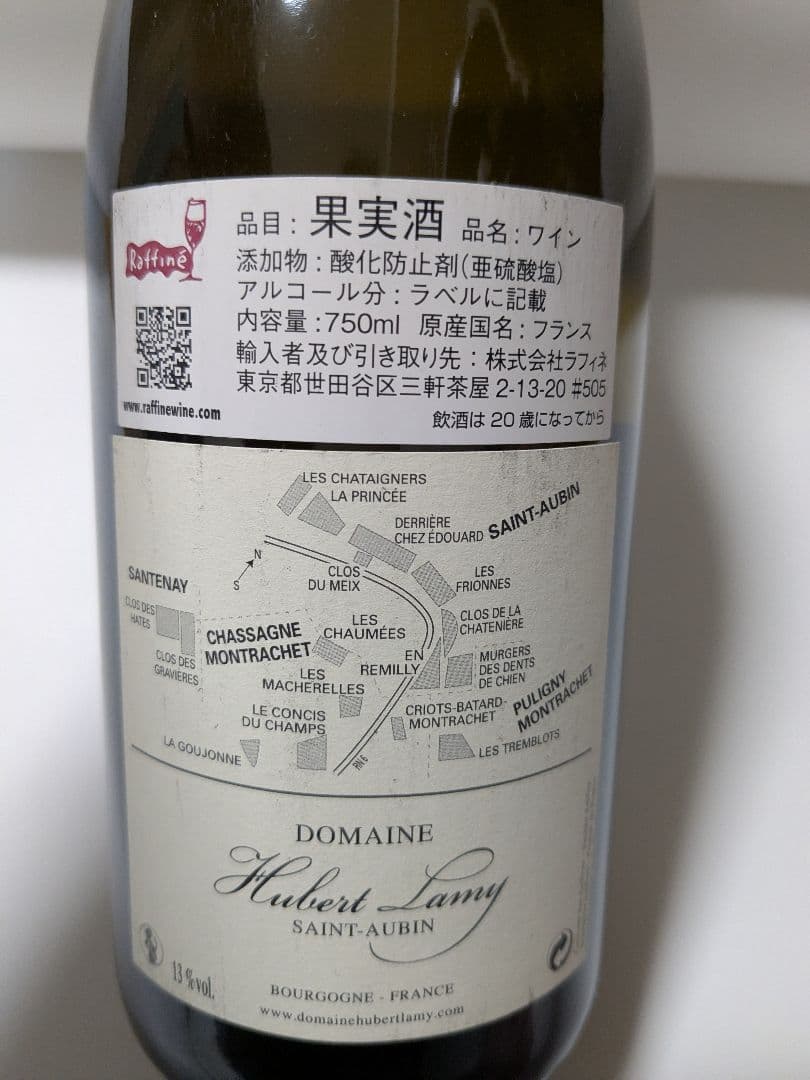 Raffiné
品目：果実酒 品名：ワイン
添加物：酸化防止剤（亜硫酸塩）
アルコール分：ラベルに記載
内容量：750ml 原産国名：フランス
輸入者及び引き取り先：株式会社ラフィネ
東京都世田谷区三軒茶屋 2-13-20 #505
www.raffinewine.com
飲酒は 20 歳になってから
LES CHATAIGNERS
LA PRINCÉE
DERRIÈRE
CHEZ ÉDOUARD
SAINT-AUBIN
N
S
CLOS
DU MEIX
LES
FRIONNES
SANTENAY
CLOS DES
HATES
CLOS DES
GRAVIÈRES
CHASSAGNE
MONTRACHET
LES
CHAUMÉES
CLOS DE LA
CHATENIÈRE
EN
REMILLY
MURGERS
DES DENTS
DE CHIEN
LES
MACHERELLES
LE CONCIS
DU CHAMPS
CRIOTS-BATARD-
MONTRACHET
PULIGNY
MONTRACHET
LA GOUJONNE
LES TREMBLOTS
RN 6
DOMAINE
Hubert Lamy
SAINT-AUBIN
13 % vol.
BOURGOGNE - FRANCE
www.domainehubertlamy.com